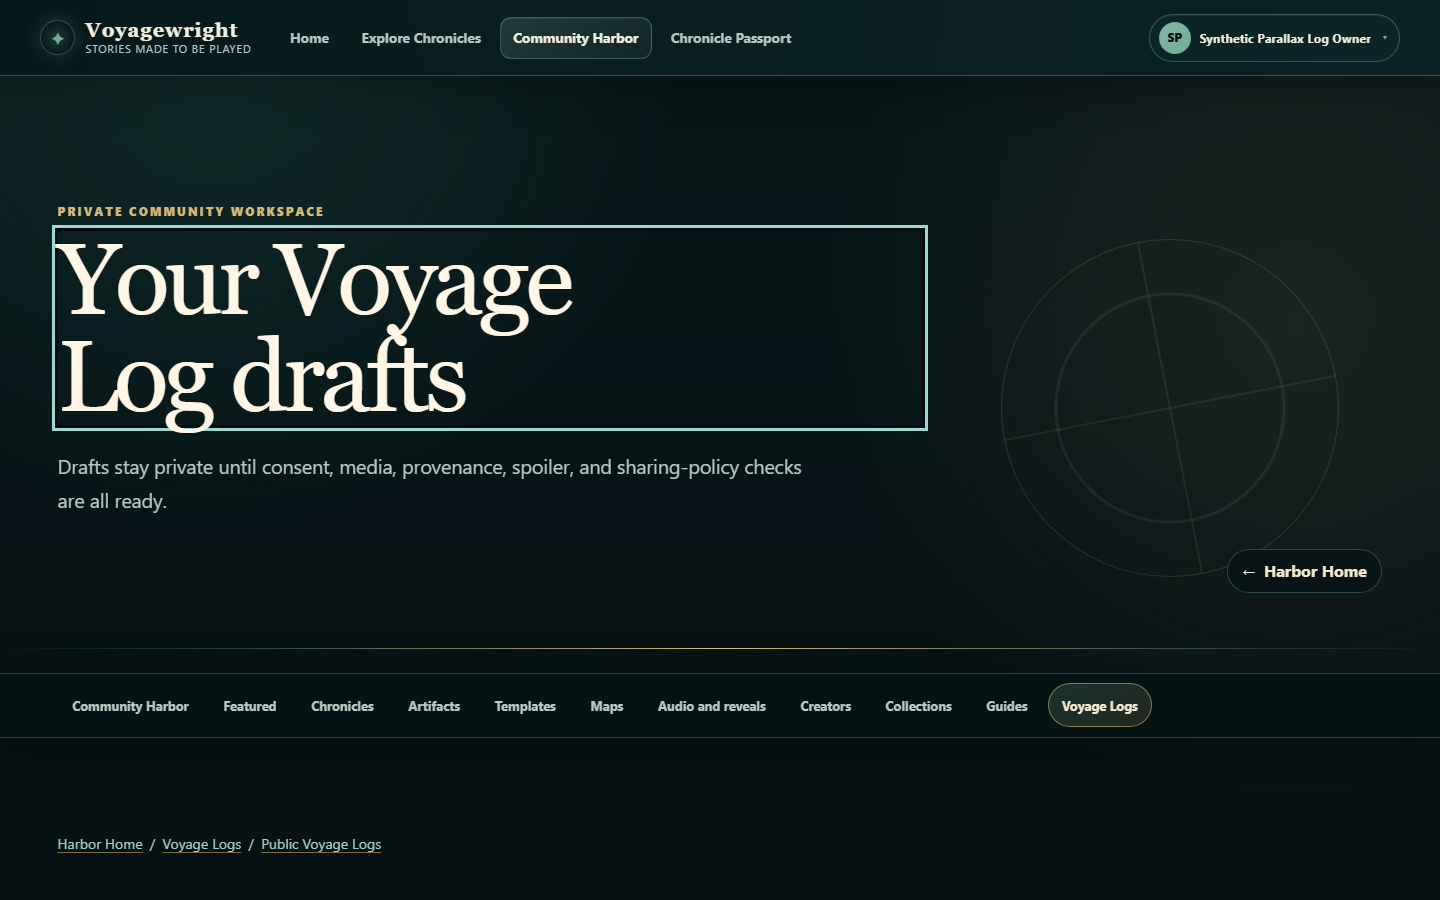 Voyagewright
STORIES MADE TO BE PLAYED
Home
Explore Chronicles
Community Harbor
Chronicle Passport
SP
Synthetic Parallax Log Owner
PRIVATE COMMUNITY WORKSPACE
Your Voyage
Log drafts
Drafts stay private until consent, media, provenance, spoiler, and sharing-policy checks
are all ready.
← Harbor Home
Community Harbor
Featured
Chronicles
Artifacts
Templates
Maps
Audio and reveals
Creators
Collections
Guides
Voyage Logs
Harbor Home / Voyage Logs / Public Voyage Logs